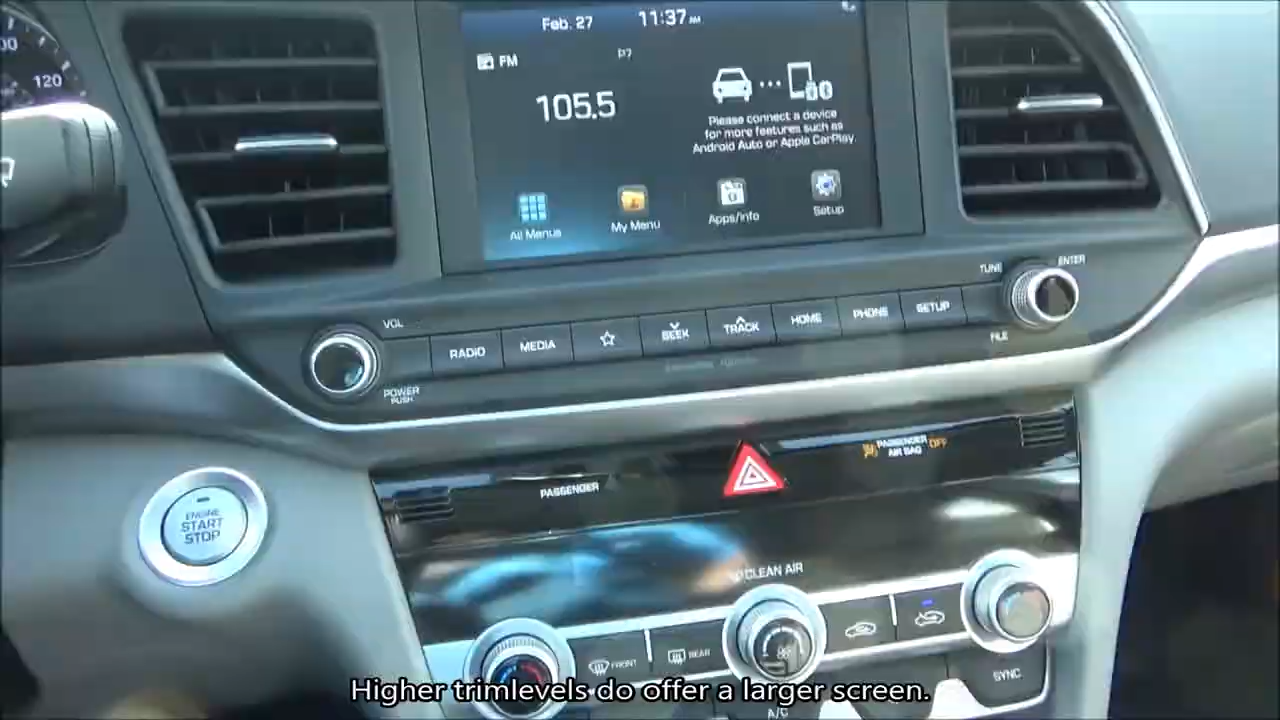 Feb. 27
11:37 AM
FM
P7
105.5
Please connect a device
for more features such as
Android Auto or Apple CarPlay.
All Menus
My Menu
Apps/Info
Setup
120
VOL
POWER
PUSH
RADIO
MEDIA
SEEK
TRACK
HOME
PHONE
SETUP
TUNE
ENTER
FILE
PASSENGER
PASSENGER
AIR BAG
OFF
ENGINE
START
STOP
CLEAN AIR
FRONT
REAR
SYNC
A/C
Higher trimlevels do offer a larger screen.